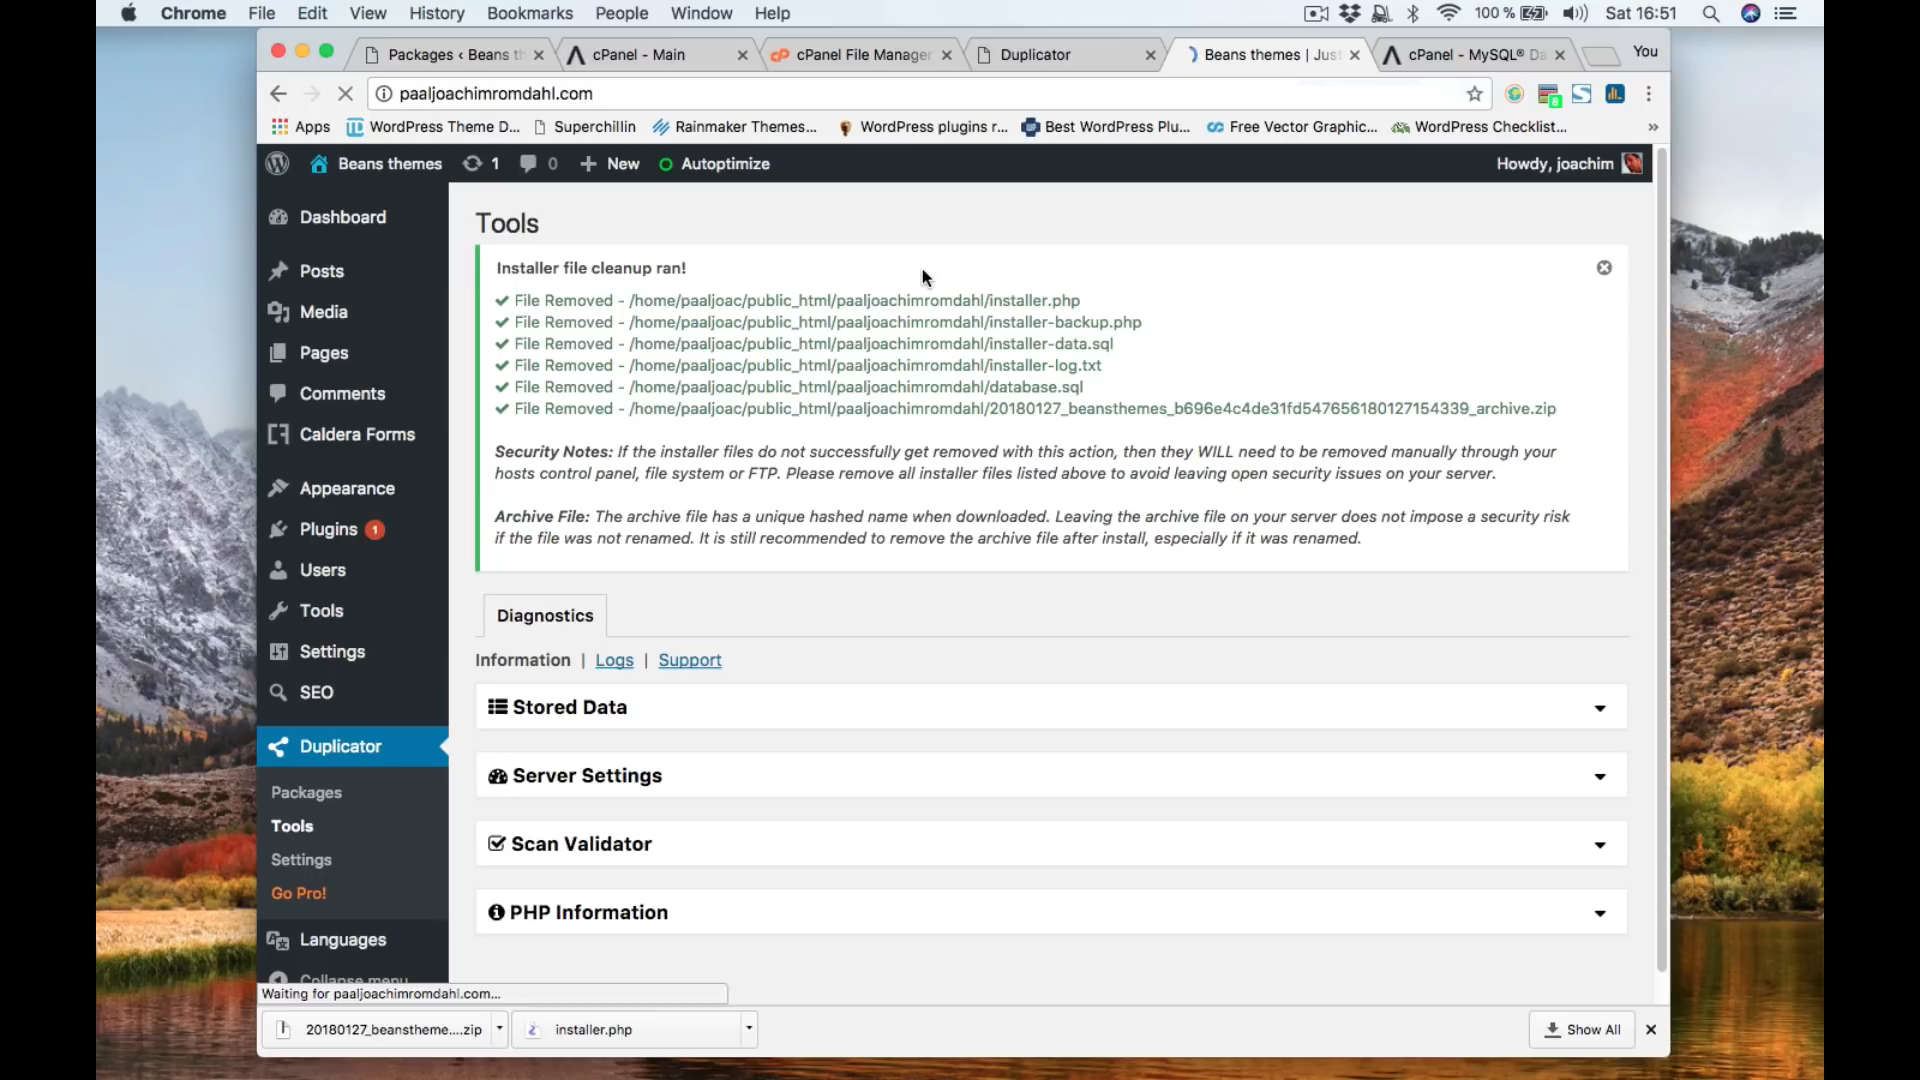 Chrome File Edit View History Bookmarks People Window Help 100 % Sat 16:51
Packages ‹ Beans th cPanel - Main cPanel File Manager Duplicator Beans themes | Just cPanel - MySQL® Da You
paaljoachimromdahl.com
Apps WordPress Theme D... Superchillin Rainmaker Themes... WordPress plugins r... Best WordPress Plu... Free Vector Graphic... WordPress Checklist... »
Beans themes 1 0 New Autoptimize Howdy, joachim
Dashboard
Posts
Media
Pages
Comments
Caldera Forms
Appearance
Plugins 1
Users
Tools
Settings
SEO
Duplicator
Packages
Tools
Settings
Go Pro!
Languages
Collapse menu
Tools
Installer file cleanup ran!
✔ File Removed - /home/paaljoac/public_html/paaljoachimromdahl/installer.php
✔ File Removed - /home/paaljoac/public_html/paaljoachimromdahl/installer-backup.php
✔ File Removed - /home/paaljoac/public_html/paaljoachimromdahl/installer-data.sql
✔ File Removed - /home/paaljoac/public_html/paaljoachimromdahl/installer-log.txt
✔ File Removed - /home/paaljoac/public_html/paaljoachimromdahl/database.sql
✔ File Removed - /home/paaljoac/public_html/paaljoachimromdahl/20180127_beansthemes_b696e4c4de31fd547656180127154339_archive.zip
Security Notes: If the installer files do not successfully get removed with this action, then they WILL need to be removed manually through your
hosts control panel, file system or FTP. Please remove all installer files listed above to avoid leaving open security issues on your server.
Archive File: The archive file has a unique hashed name when downloaded. Leaving the archive file on your server does not impose a security risk
if the file was not renamed. It is still recommended to remove the archive file after install, especially if it was renamed.
Diagnostics
Information | Logs | Support
Stored Data
Server Settings
Scan Validator
PHP Information
Waiting for paaljoachimromdahl.com...
20180127_beanstheme....zip installer.php Show All